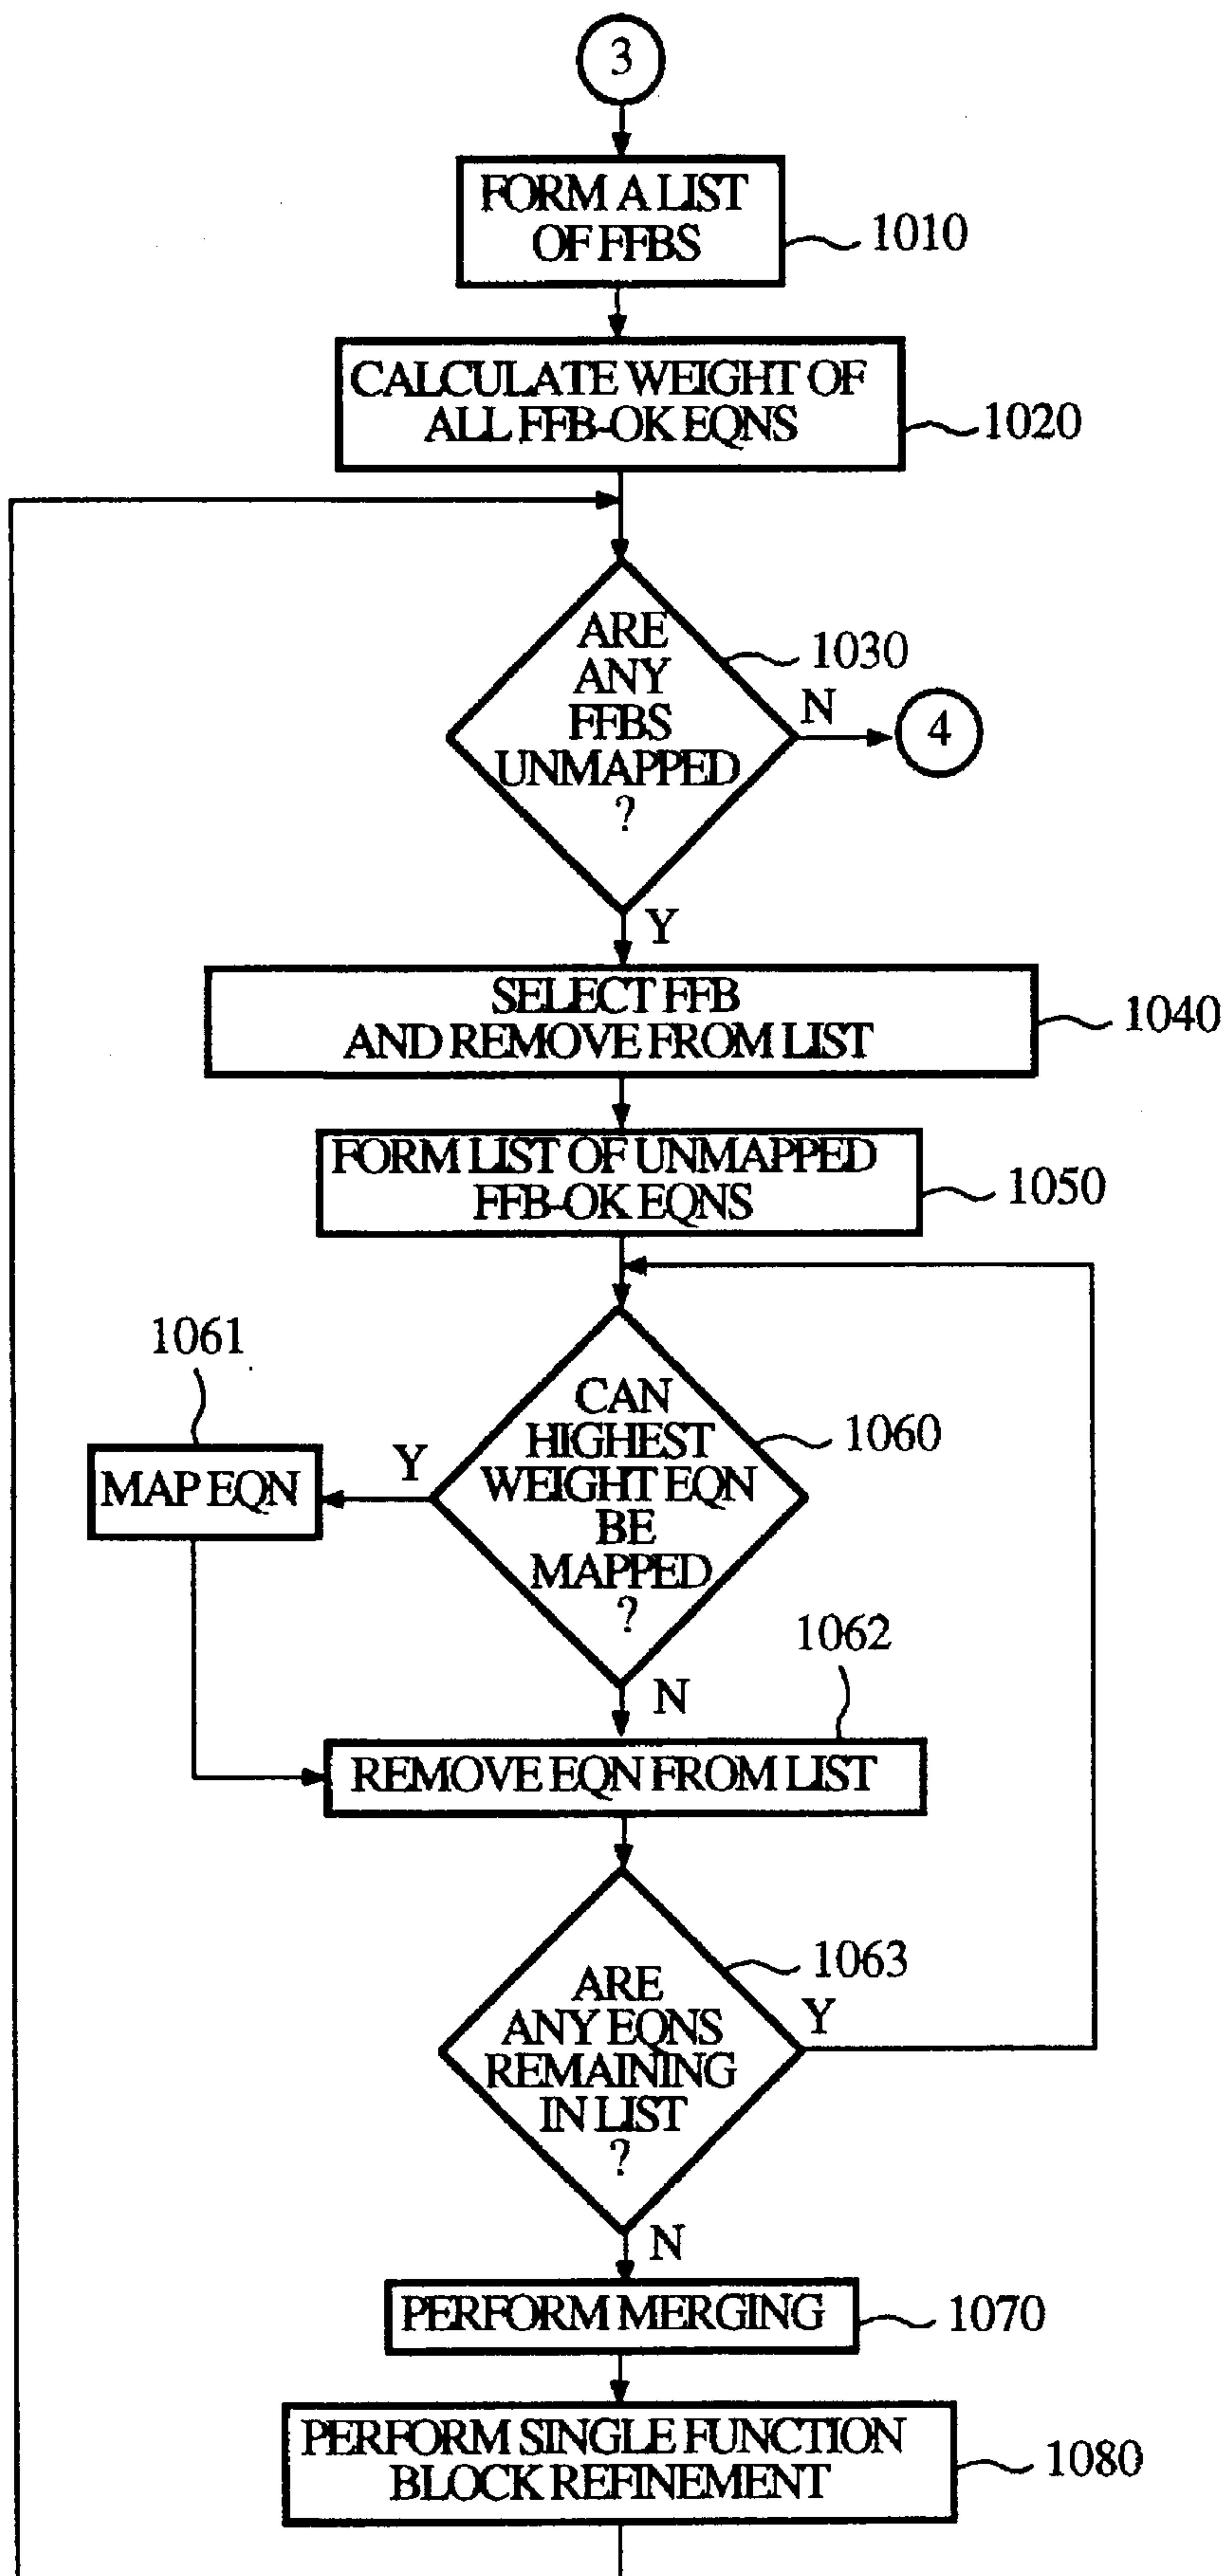 3
FORM A LIST
OF FFBS
1010
CALCULATE WEIGHT OF
ALL FFB-OK EQNS
1020
ARE
ANY
FFBS
UNMAPPED
?
1030
N
4
Y
SELECT FFB
AND REMOVE FROM LIST
1040
FORM LIST OF UNMAPPED
FFB-OK EQNS
1050
1061
MAP EQN
Y
CAN
HIGHEST
WEIGHT EQN
BE
MAPPED
?
1060
N
1062
REMOVE EQN FROM LIST
ARE
ANY EQNS
REMAINING
IN LIST
?
1063
Y
N
PERFORM MERGING
1070
PERFORM SINGLE FUNCTION
BLOCK REFINEMENT
1080